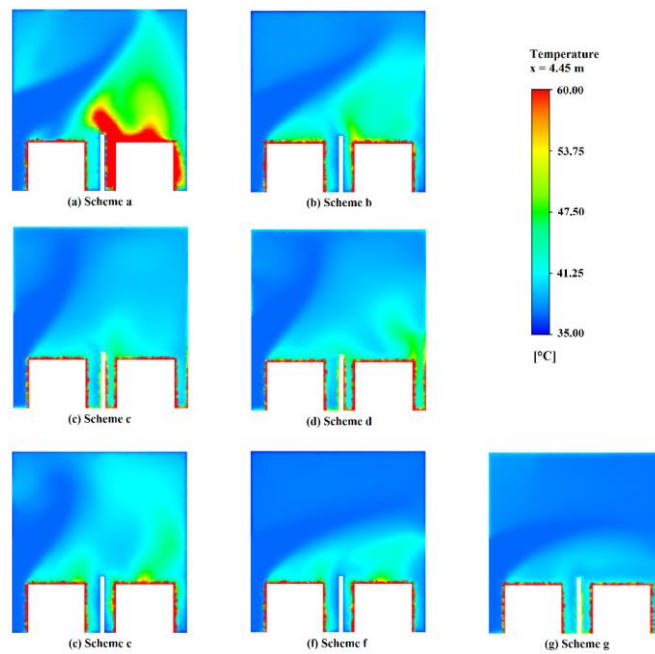 Temperature
x = 4.45 m
60.00
53.75
47.50
41.25
35.00
[°C]
(a) Scheme a
(b) Scheme b
(c) Scheme c
(d) Scheme d
(e) Scheme e
(f) Scheme f
(g) Scheme g